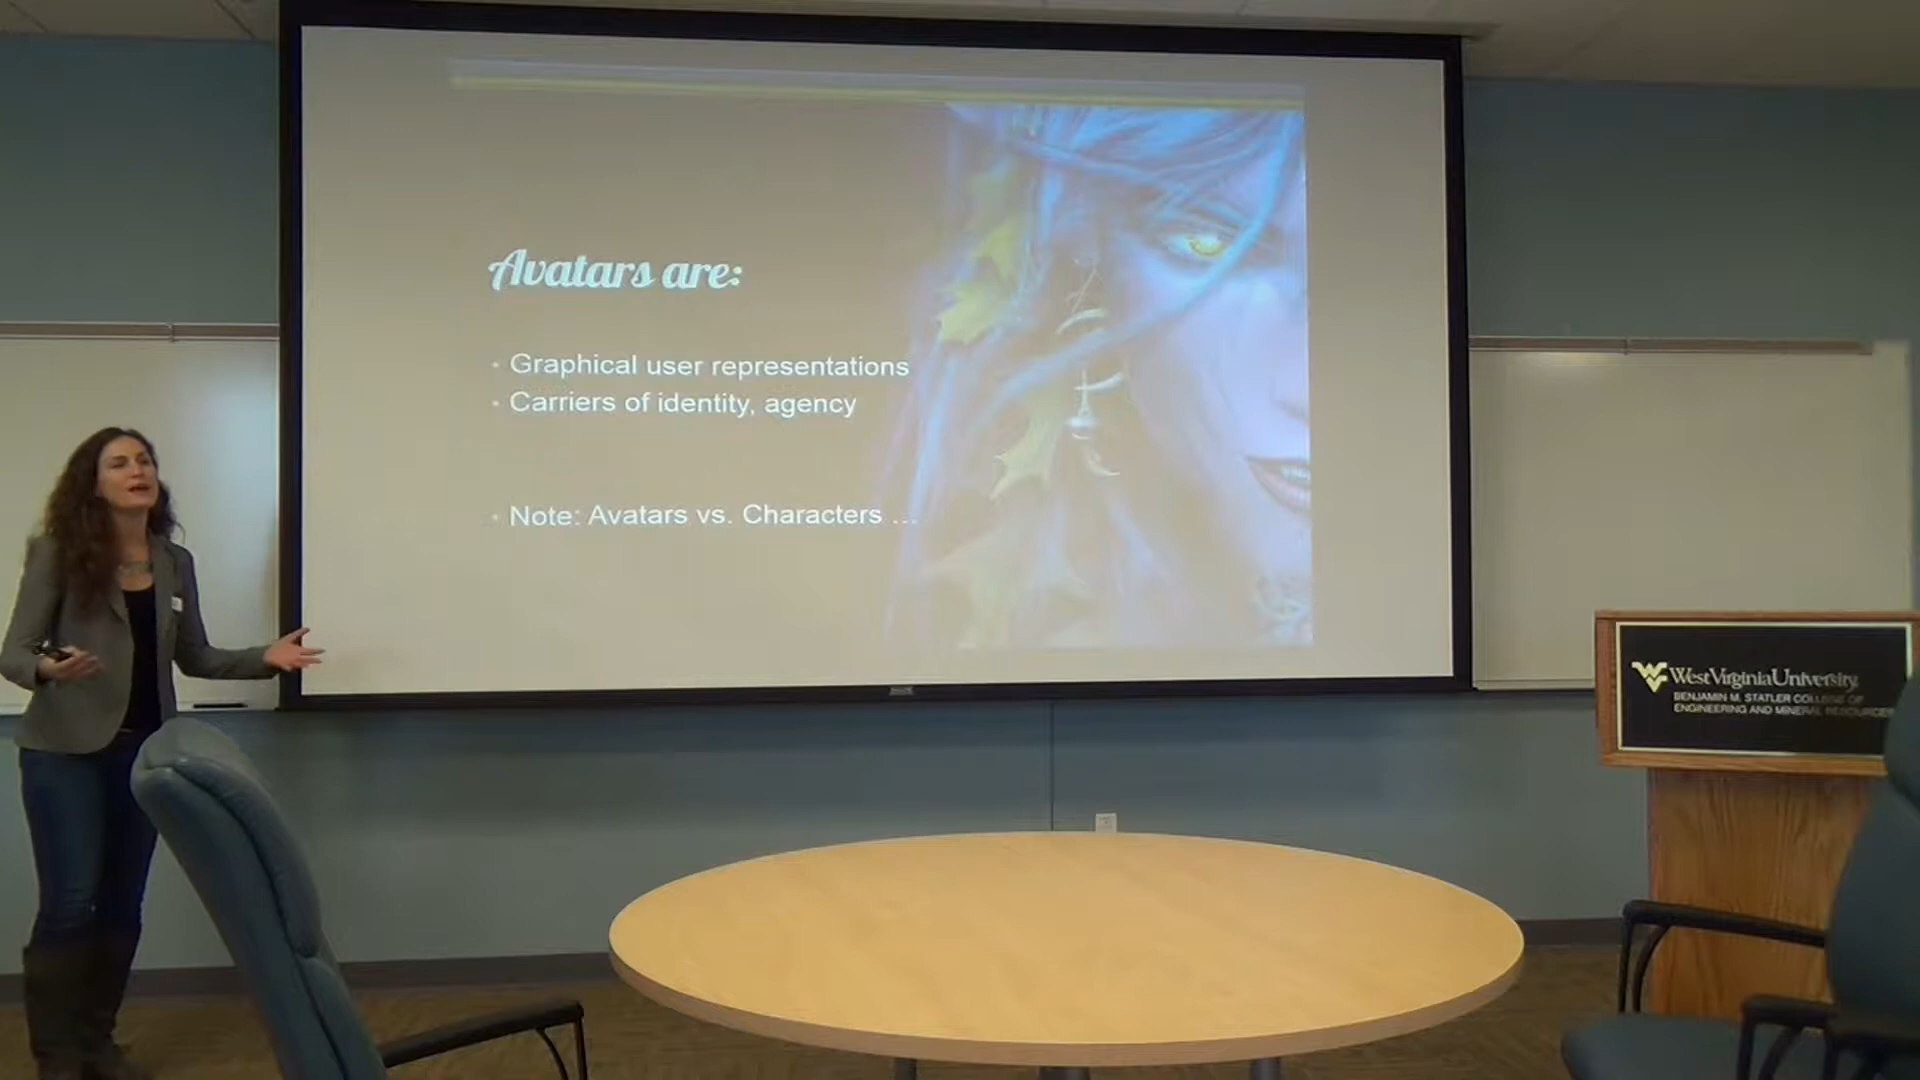 Avatars are:
• Graphical user representations
• Carriers of identity, agency
• Note: Avatars vs. Characters ...
WestVirginiaUniversity
BENJAMIN M. STATLER COLLEGE OF
ENGINEERING AND MINERAL RESOURCES